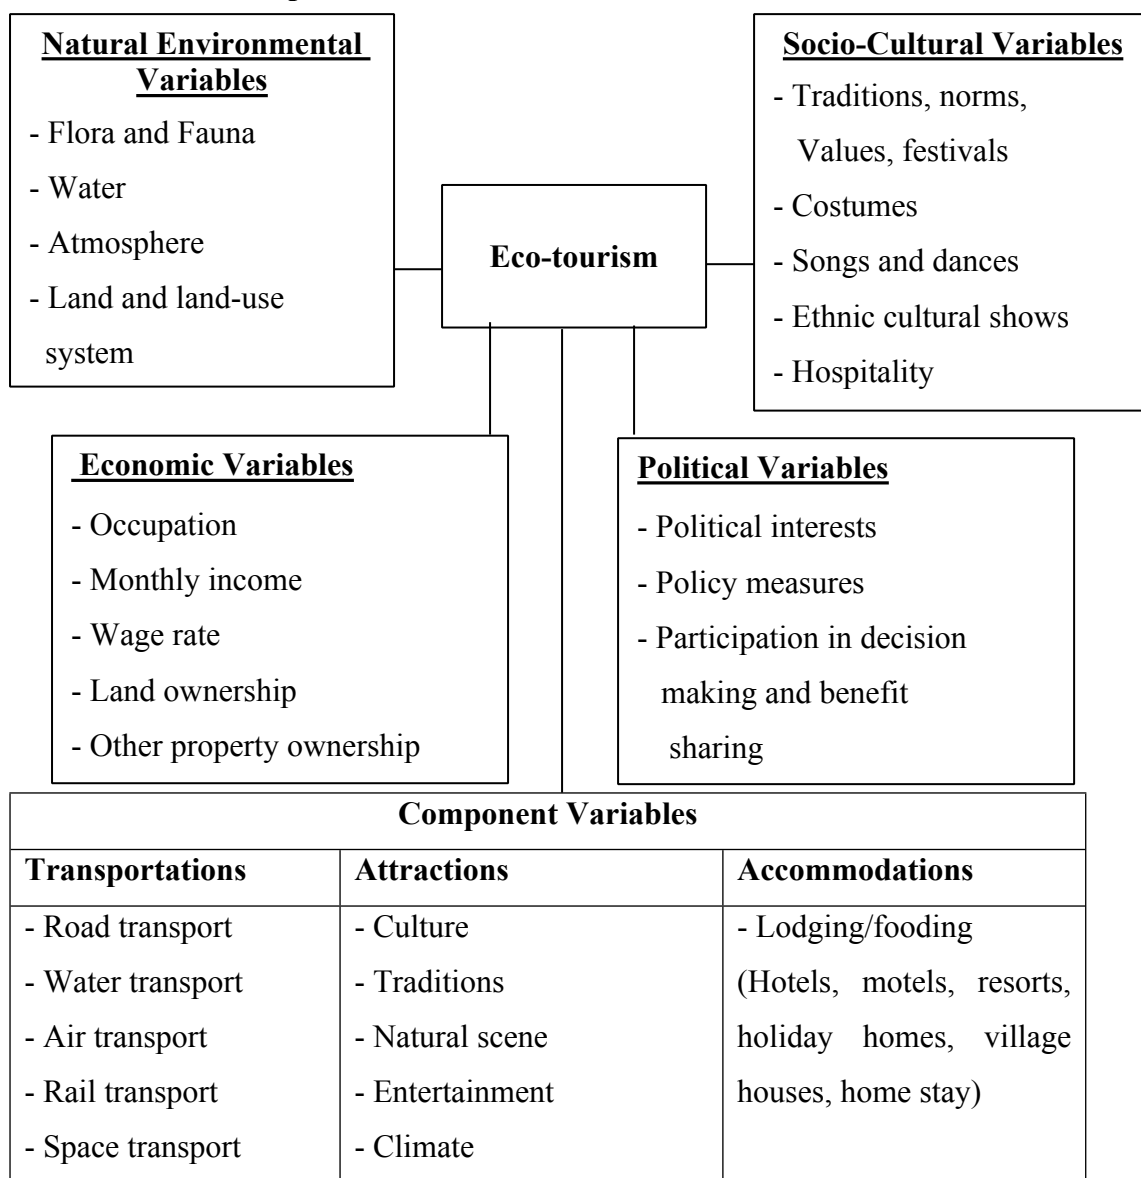 Natural Environmental
Variables
- Flora and Fauna
- Water
- Atmosphere
- Land and land-use
system
Socio-Cultural Variables
- Traditions, norms,
Values, festivals
- Costumes
- Songs and dances
- Ethnic cultural shows
- Hospitality
Eco-tourism
Economic Variables
- Occupation
- Monthly income
- Wage rate
- Land ownership
- Other property ownership
Political Variables
- Political interests
- Policy measures
- Participation in decision
making and benefit
sharing
Component Variables
Transportations
- Road transport
- Water transport
- Air transport
- Rail transport
- Space transport
Attractions
- Culture
- Traditions
- Natural scene
- Entertainment
- Climate
Accommodations
- Lodging/fooding
(Hotels, motels, resorts,
holiday homes, village
houses, home stay)